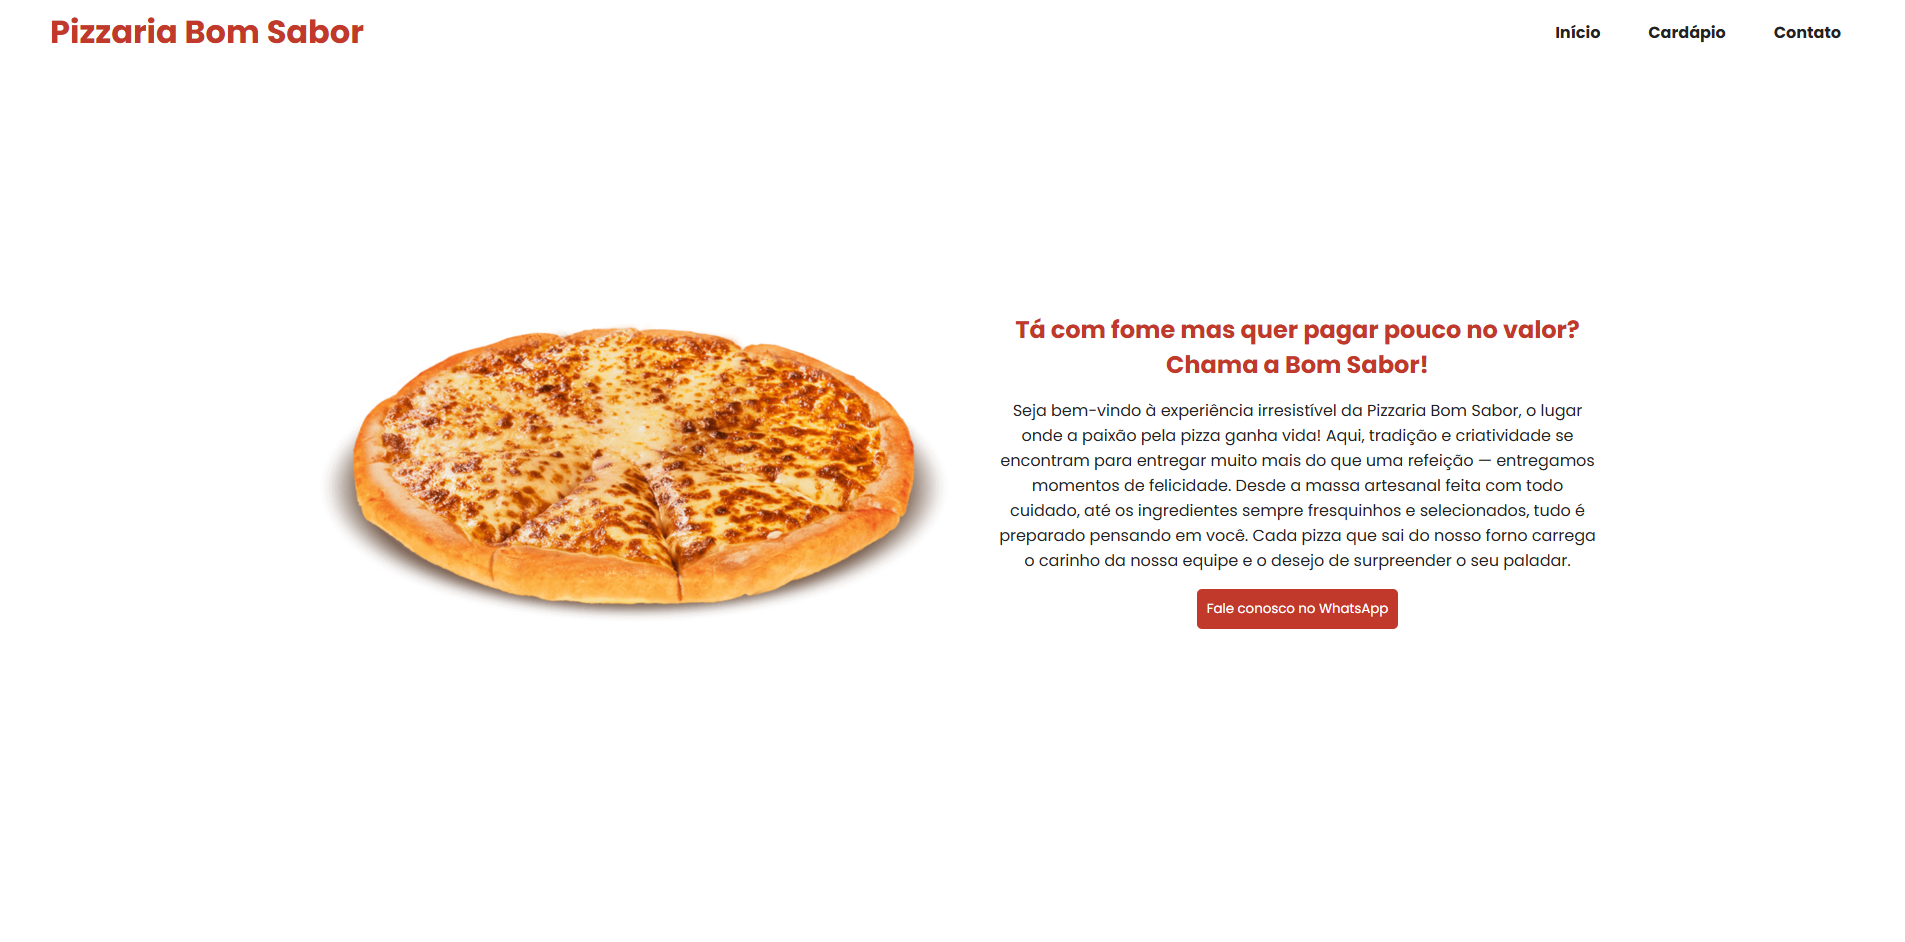 Pizzaria Bom Sabor
Início
Cardápio
Contato
Tá com fome mas quer pagar pouco no valor?
Chama a Bom Sabor!
Seja bem-vindo à experiência irresistível da Pizzaria Bom Sabor, o lugar
onde a paixão pela pizza ganha vida! Aqui, tradição e criatividade se
encontram para entregar muito mais do que uma refeição — entregamos
momentos de felicidade. Desde a massa artesanal feita com todo
cuidado, até os ingredientes sempre fresquinhos e selecionados, tudo é
preparado pensando em você. Cada pizza que sai do nosso forno carrega
o carinho da nossa equipe e o desejo de surpreender o seu paladar.
Fale conosco no WhatsApp